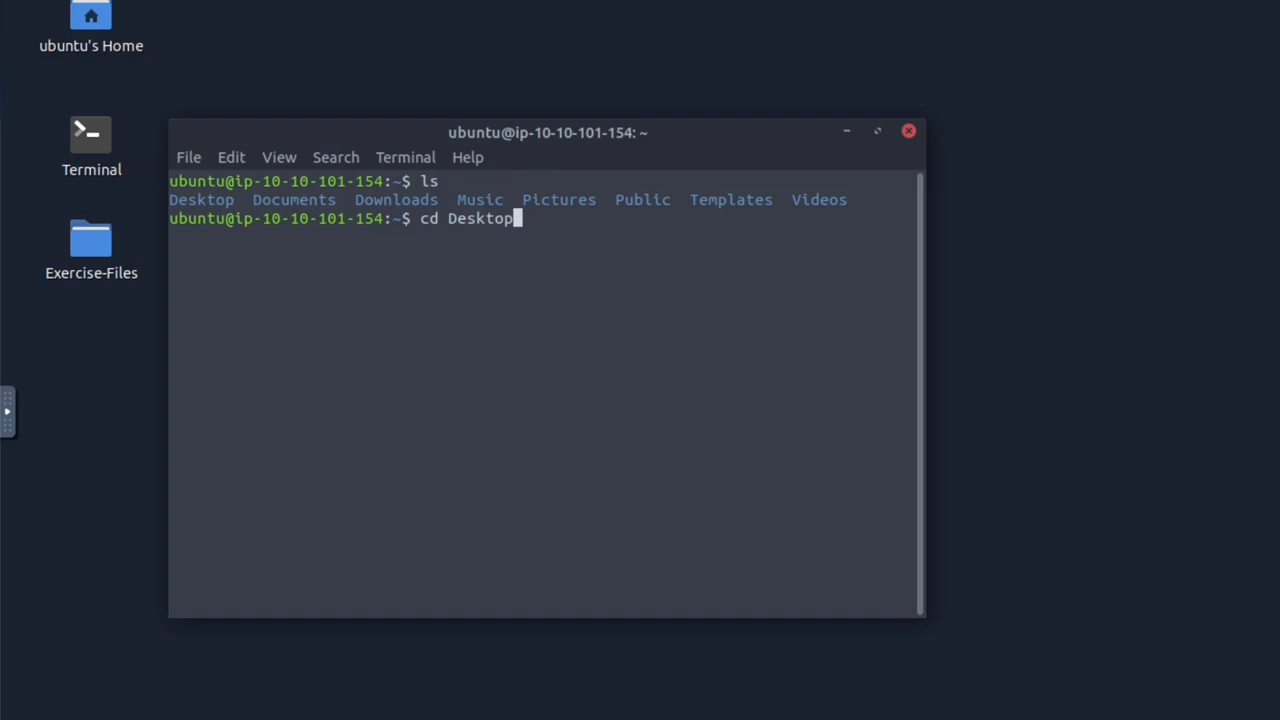 ubuntu's Home
Terminal
Exercise-Files
ubuntu@ip-10-10-101-154: ~
File Edit View Search Terminal Help
ubuntu@ip-10-10-101-154:~$ ls
Desktop Documents Downloads Music Pictures Public Templates Videos
ubuntu@ip-10-10-101-154:~$ cd Desktop